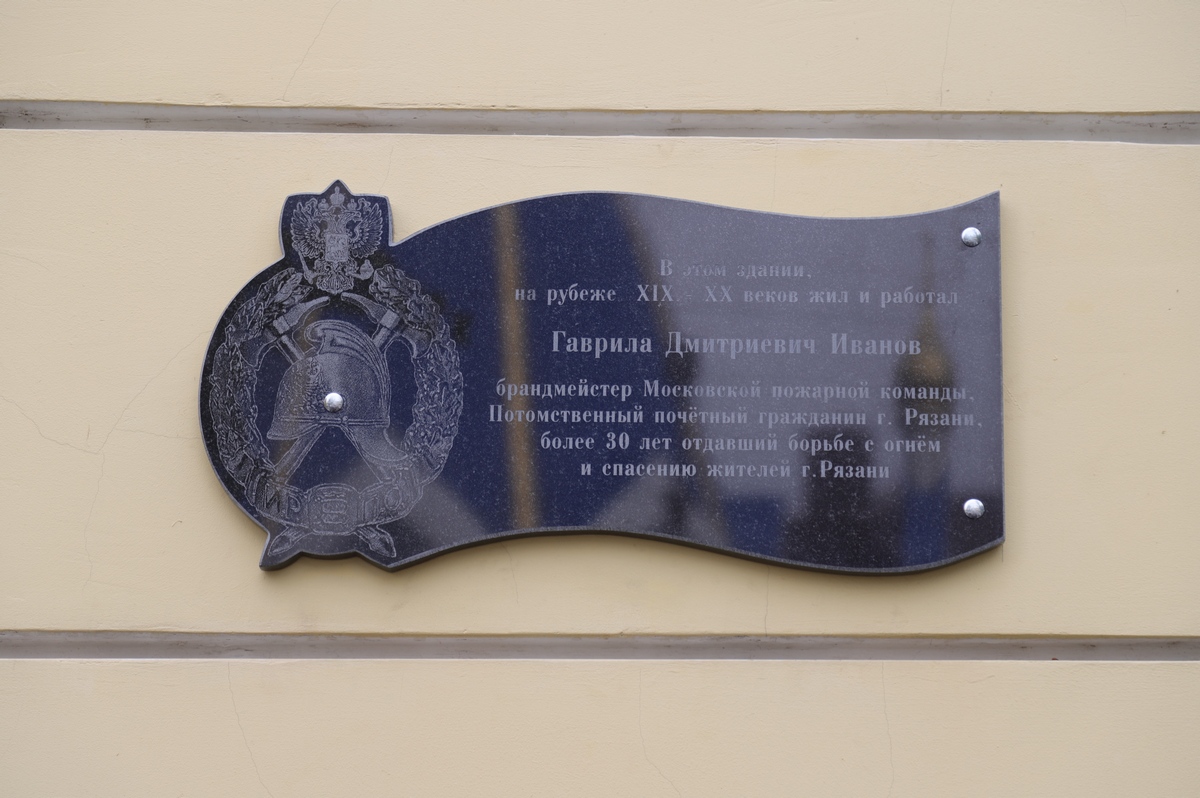 В этом здании,
на рубеже XIX - XX веков жил и работал
Гаврила Дмитриевич Иванов
брандмейстер Московской пожарной команды,
Потомственный почётный гражданин г. Рязани,
более 30 лет отдавший борьбе с огнём
и спасению жителей г.Рязани